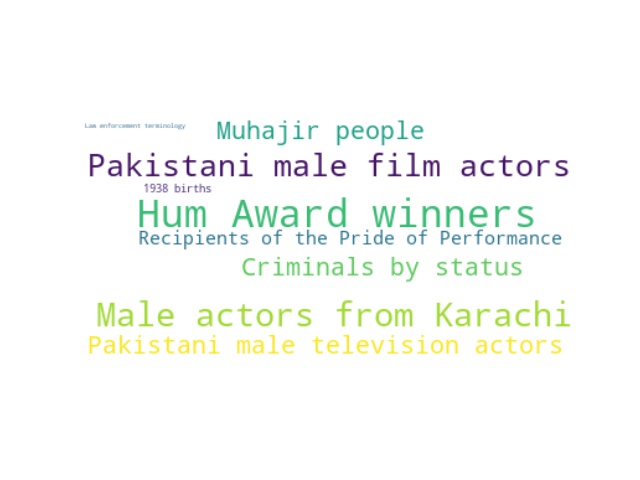 Law enforcement terminology
Muhajir people
Pakistani male film actors
1938 births
Hum Award winners
Recipients of the Pride of Performance
Criminals by status
Male actors from Karachi
Pakistani male television actors